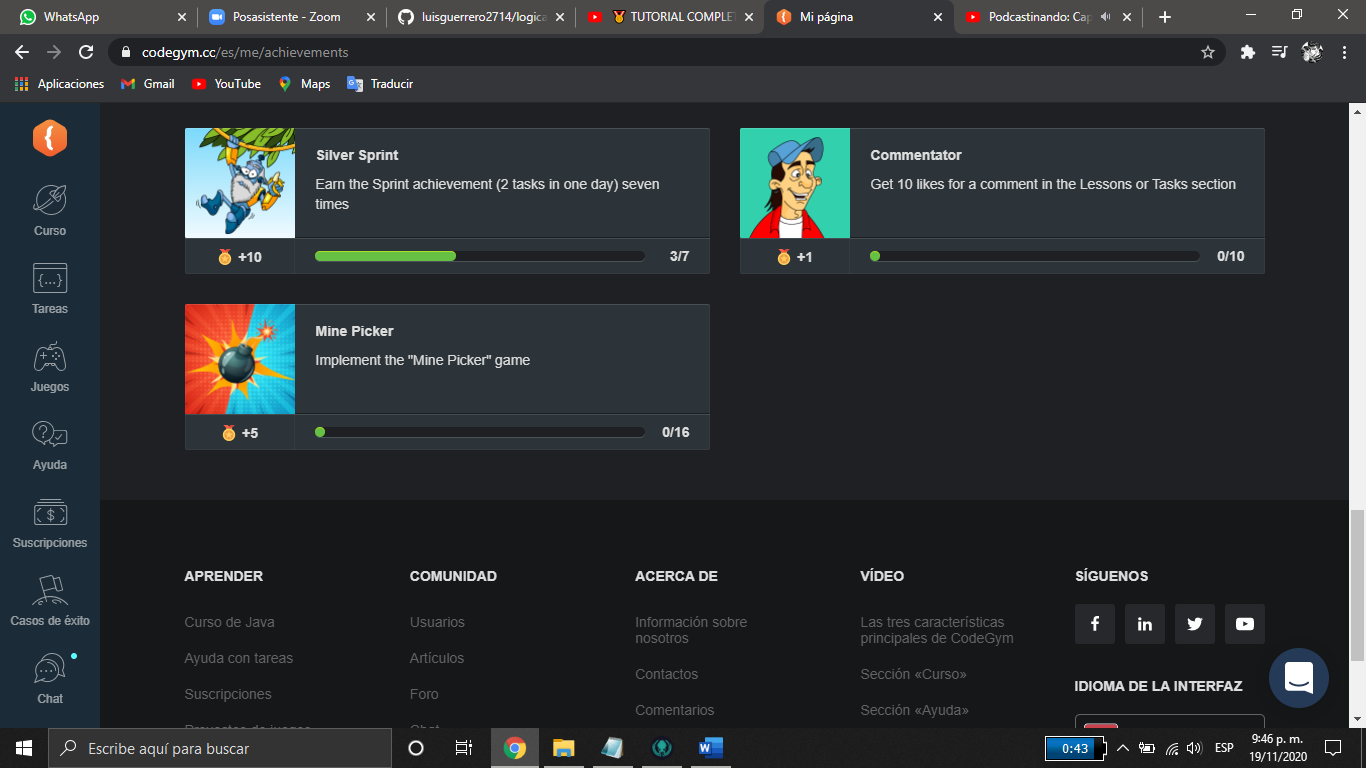 WhatsApp
Posasistente - Zoom
luisguerrero2714/logica
TUTORIAL COMPLET
Mi página
Podcastinando: Cap
codegym.cc/es/me/achievements
Aplicaciones
Gmail
YouTube
Maps
Traducir
Curso
{...}
Tareas
Juegos
Ayuda
Suscripciones
Casos de éxito
Chat
Silver Sprint
Earn the Sprint achievement (2 tasks in one day) seven
times
+10
3/7
Commentator
Get 10 likes for a comment in the Lessons or Tasks section
+1
0/10
Mine Picker
Implement the "Mine Picker" game
+5
0/16
APRENDER
Curso de Java
Ayuda con tareas
Suscripciones
Proyectos de juegos
COMUNIDAD
Usuarios
Artículos
Foro
Chat
ACERCA DE
Información sobre
nosotros
Contactos
Comentarios
VÍDEO
Las tres características
principales de CodeGym
Sección «Curso»
Sección «Ayuda»
SÍGUENOS
IDIOMA DE LA INTERFAZ
Escribe aquí para buscar
0:43
ESP
9:46 p. m.
19/11/2020